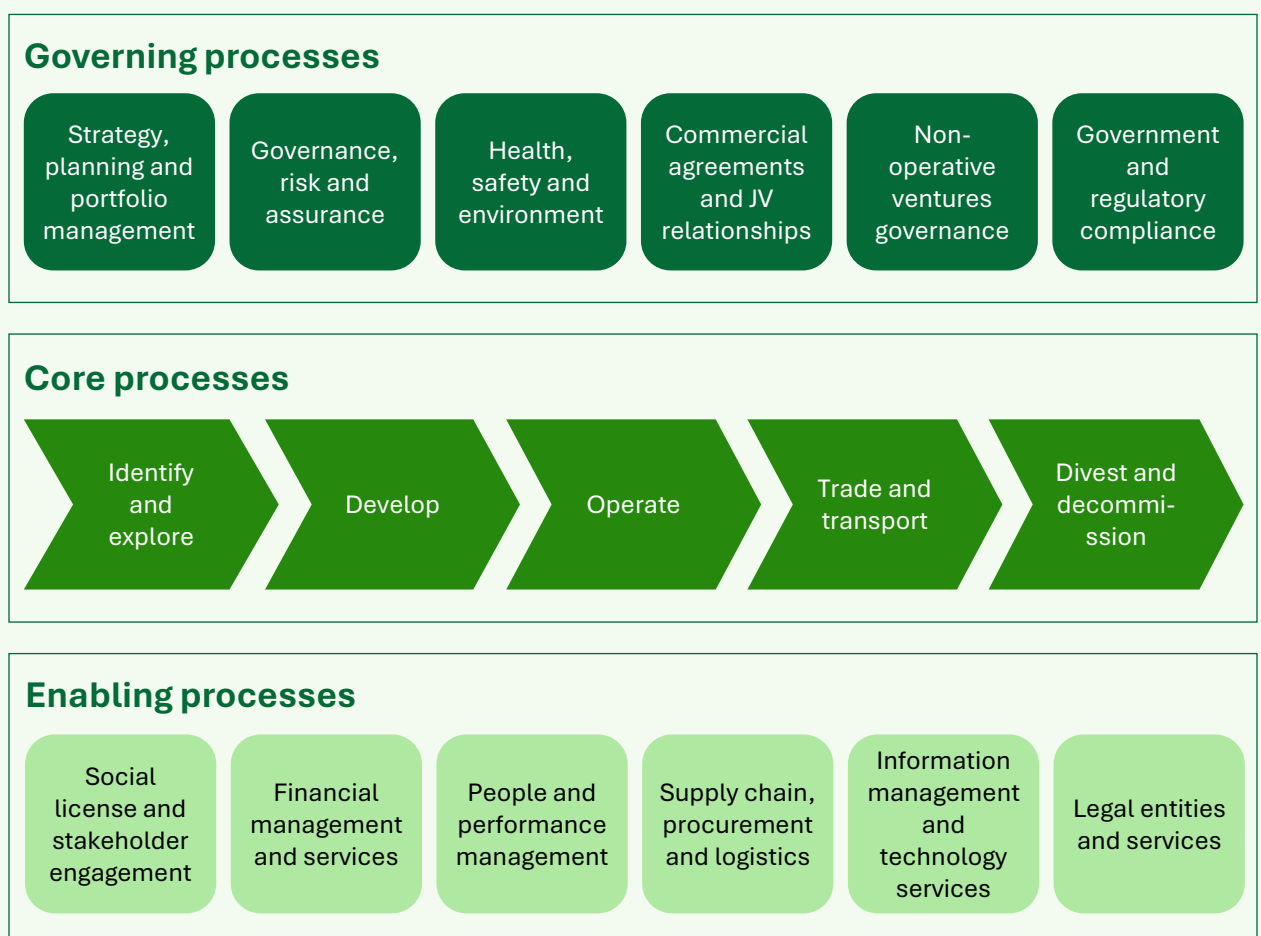 Governing processes
Strategy,
planning and
portfolio
management
Governance,
risk and
assurance
Health,
safety and
environment
Commercial
agreements
and JV
relationships
Non-
operative
ventures
governance
Government
and
regulatory
compliance
Core processes
Identify
and
explore
Develop
Operate
Trade and
transport
Divest and
decommi-
ssion
Enabling processes
Social
license and
stakeholder
engagement
Financial
management
and services
People and
performance
management
Supply chain,
procurement
and logistics
Information
management
and
technology
services
Legal entities
and services